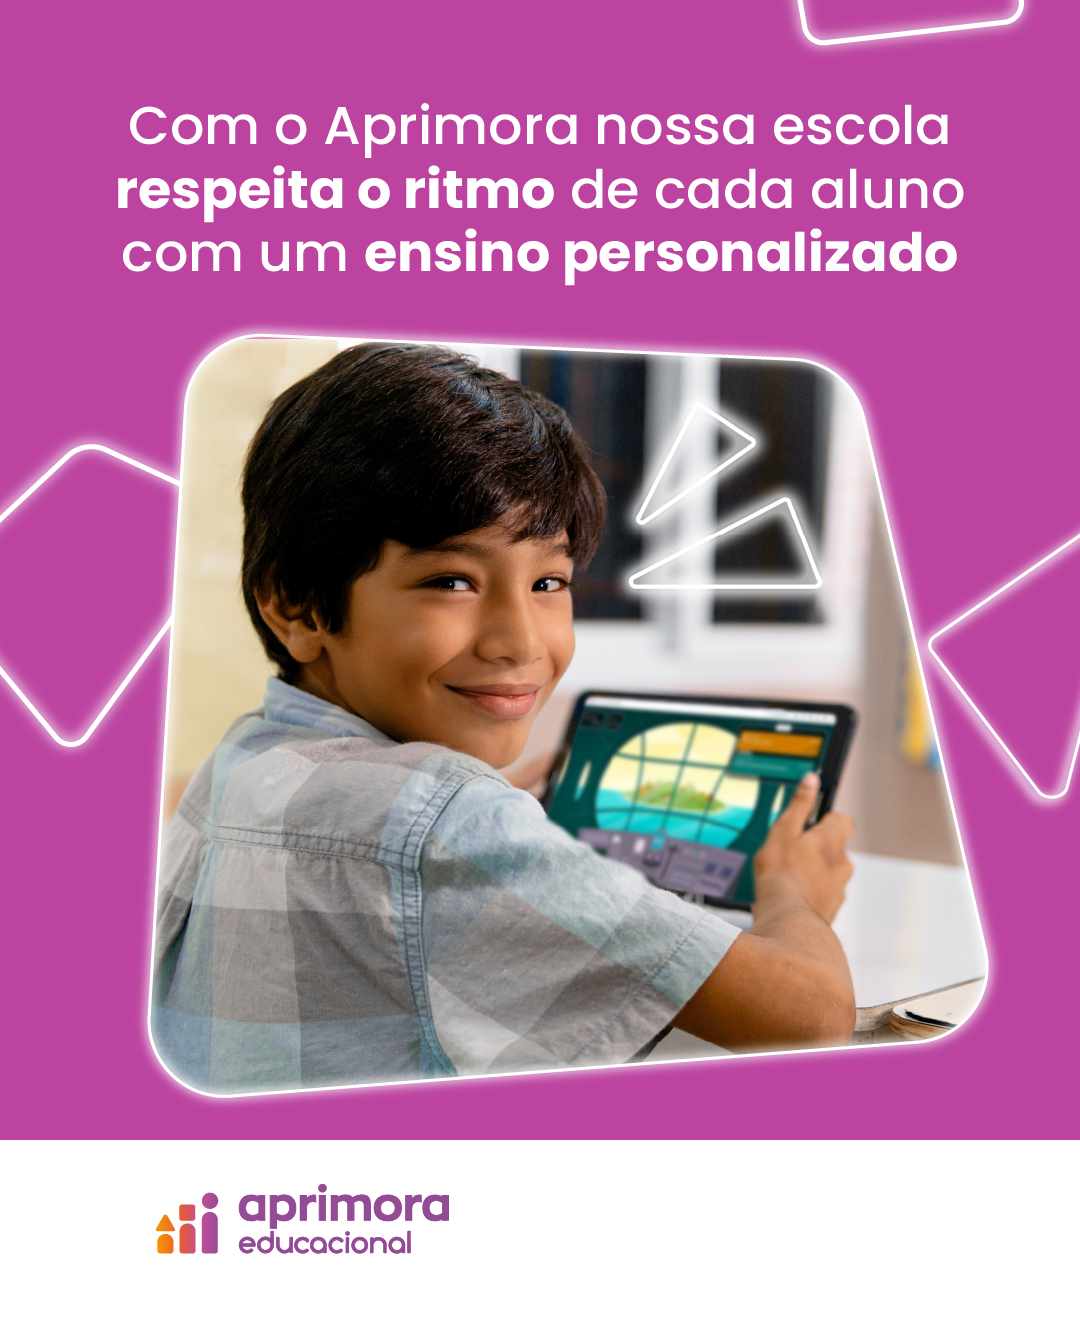 Com o Aprimora nossa escola
respeita o ritmo de cada aluno
com um ensino personalizado
aprimora
educacional